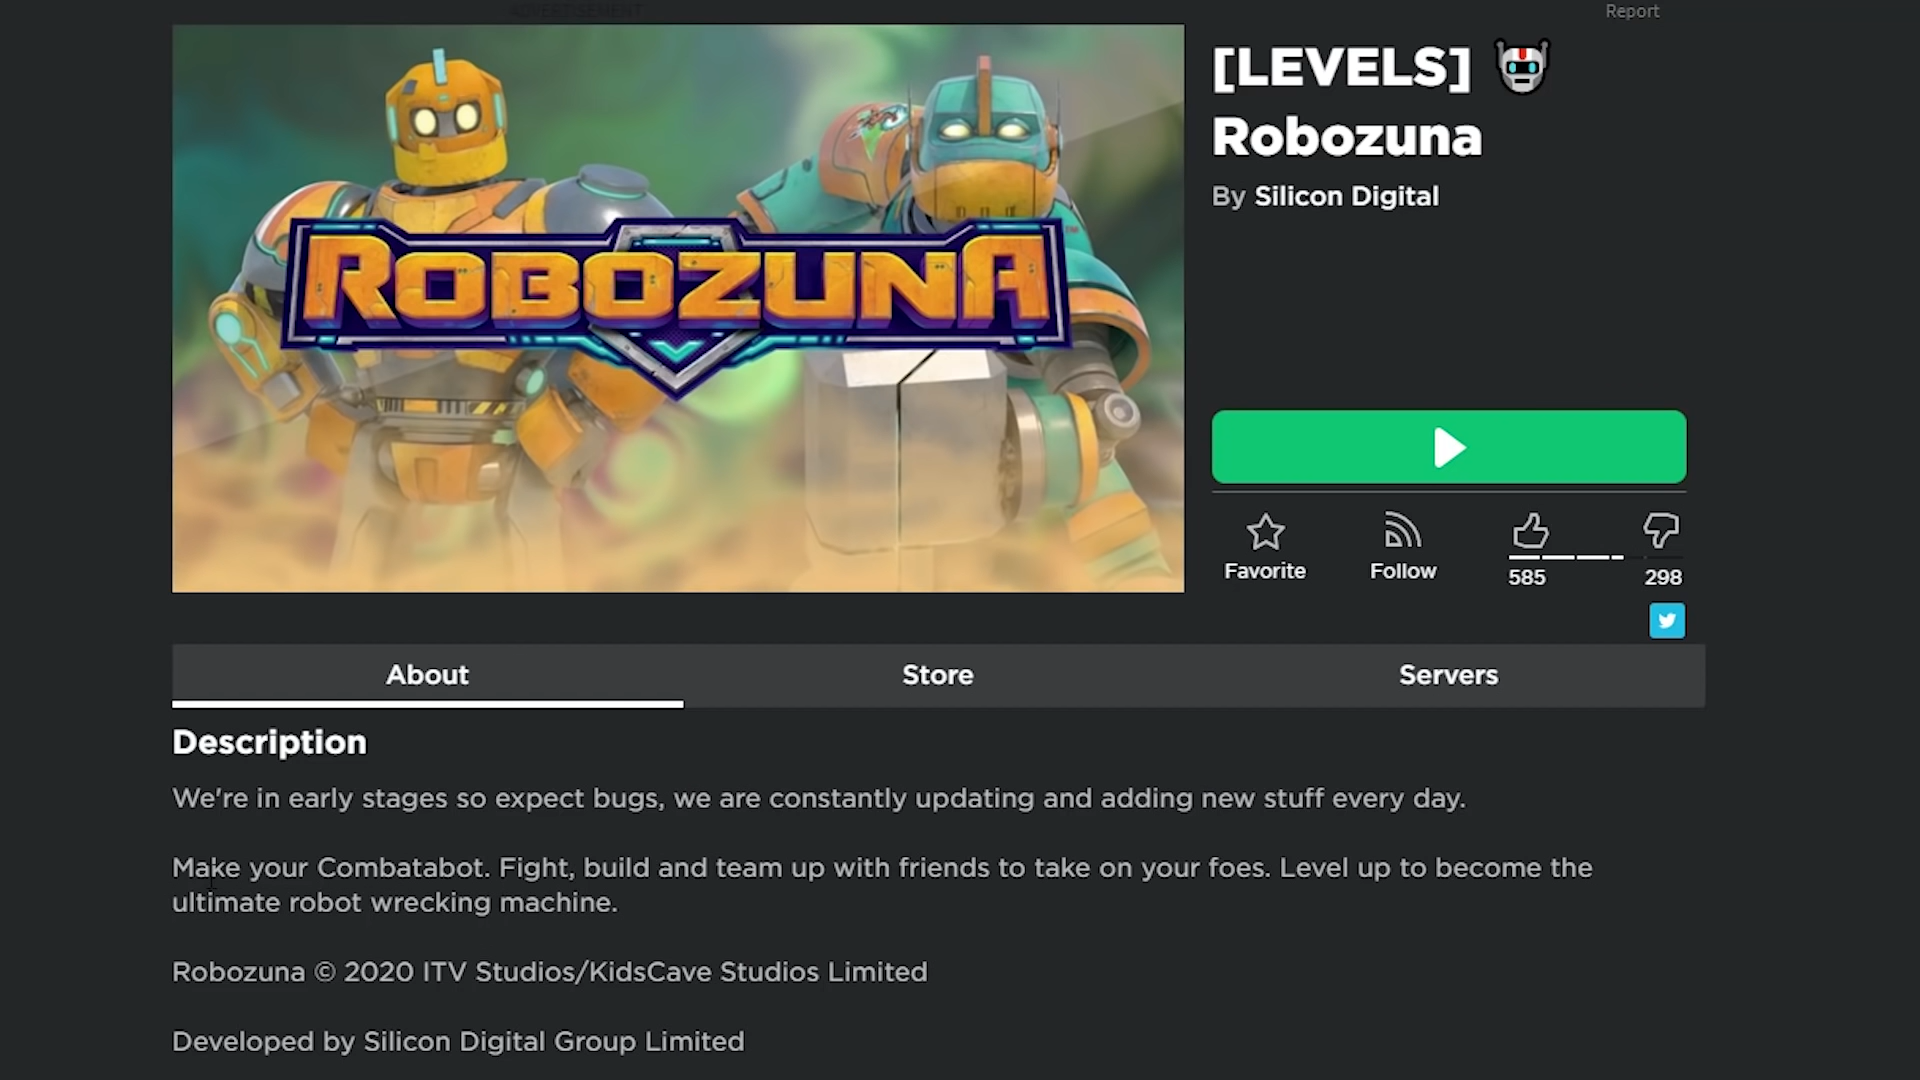 ADVERTISEMENT
Report
[LEVELS]
Robozuna
By Silicon Digital
ROBOZUNA
TM
Favorite
Follow
585
298
About
Store
Servers
Description
We're in early stages so expect bugs, we are constantly updating and adding new stuff every day.
Make your Combatabot. Fight, build and team up with friends to take on your foes. Level up to become the
ultimate robot wrecking machine.
Robozuna © 2020 ITV Studios/KidsCave Studios Limited
Developed by Silicon Digital Group Limited